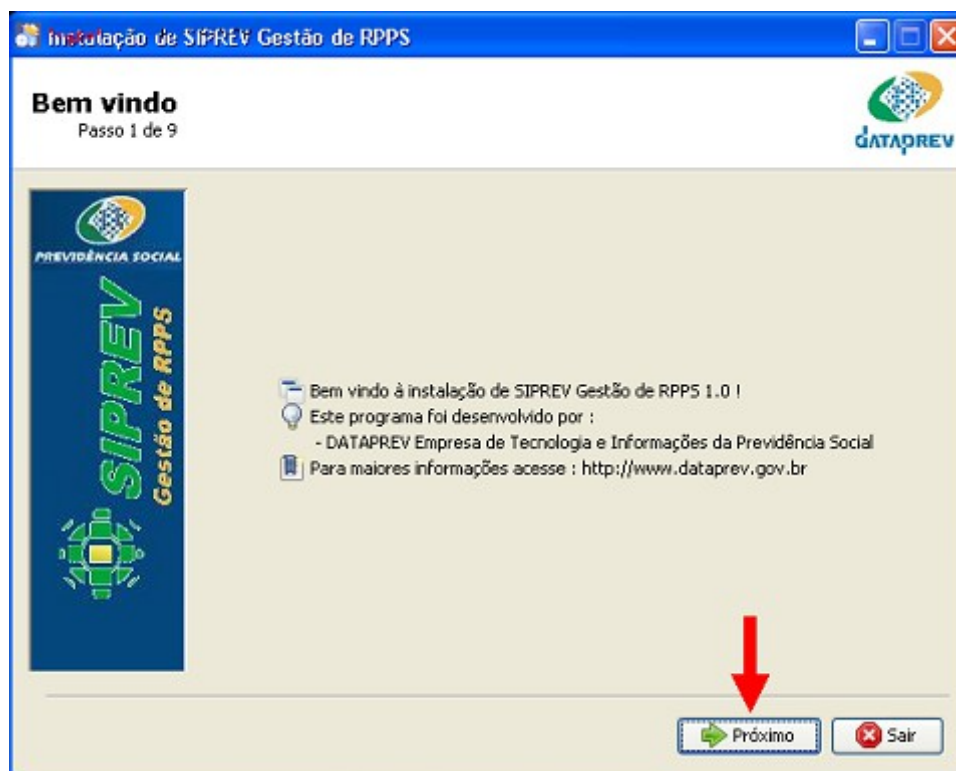 Instalação de SIPREV Gestão de RPPS
Bem vindo
Passo 1 de 9
DATAPREV
PREVIDÊNCIA SOCIAL
SIPREV
Gestão de RPPS
Bem vindo à instalação de SIPREV Gestão de RPPS 1.0 !
Este programa foi desenvolvido por :
- DATAPREV Empresa de Tecnologia e Informações da Previdência Social
Para maiores informações acesse : http://www.dataprev.gov.br
Próximo
Sair